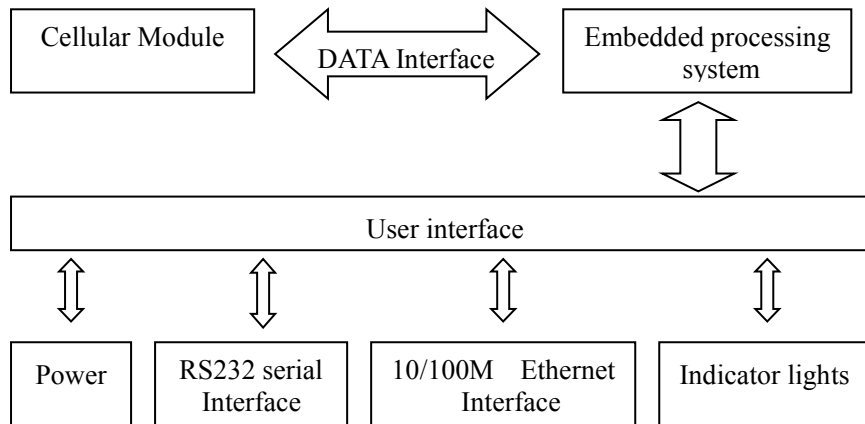 Cellular Module
DATA Interface
Embedded processing
system
User interface
Power
RS232 serial
Interface
10/100M Ethernet
Interface
Indicator lights